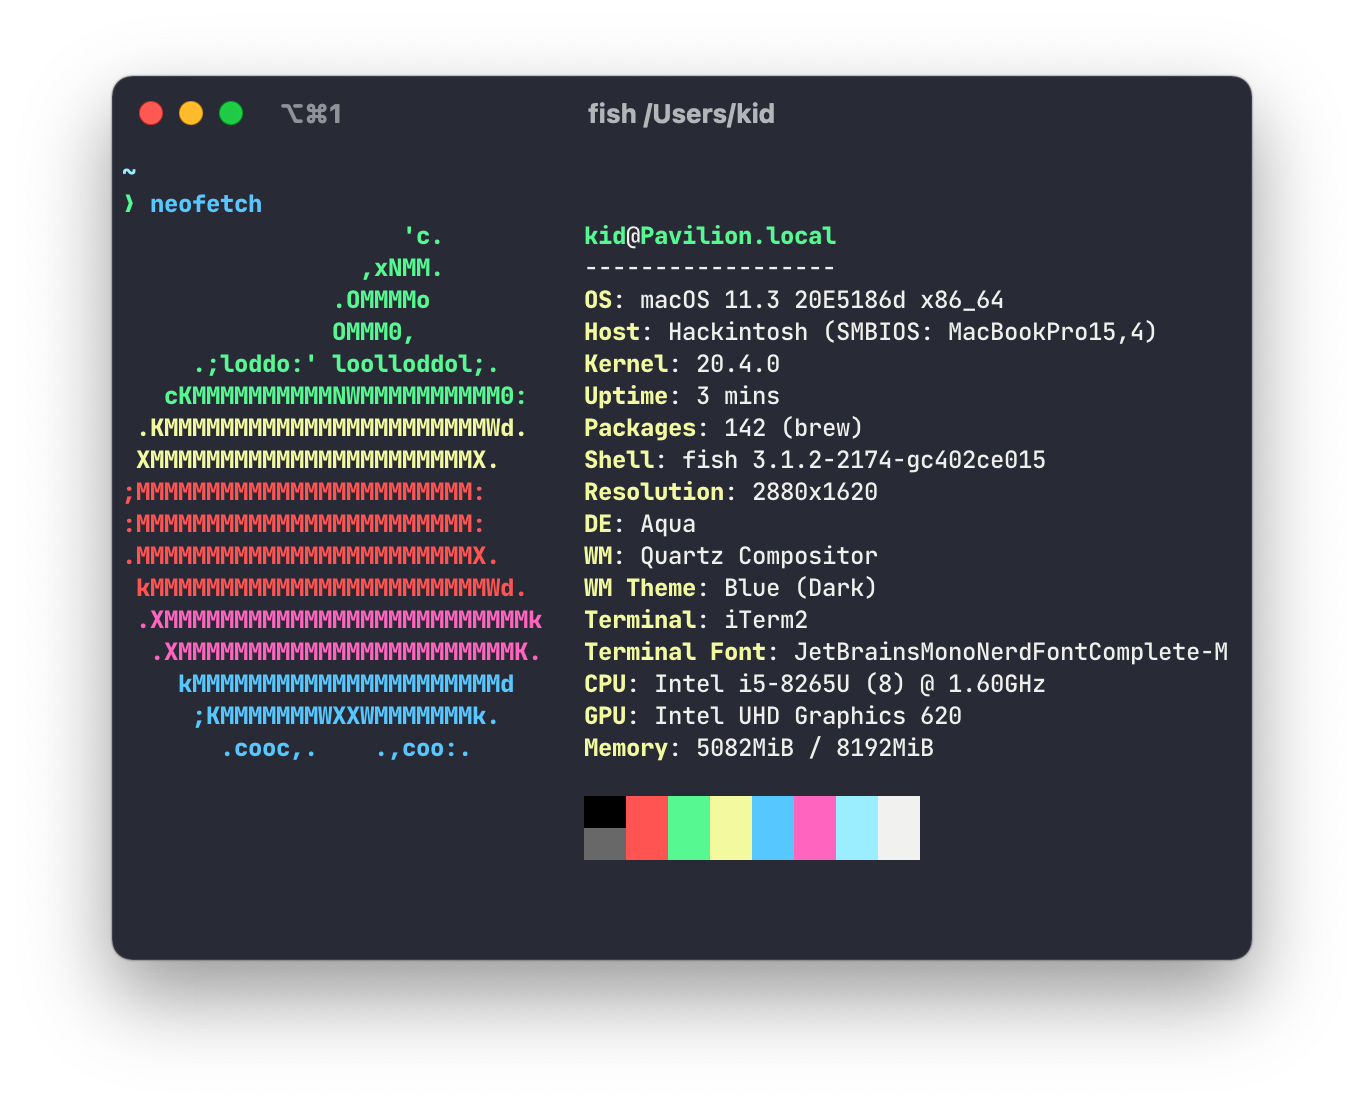 ⌥⌘1 fish /Users/kid
~
❯ neofetch
                    'c.          kid@Pavilion.local
                 ,xNMM.          ------------------
               .OMMMMo           OS: macOS 11.3 20E5186d x86_64
               OMMM0,            Host: Hackintosh (SMBIOS: MacBookPro15,4)
     .;loddo:' loolloddol;.      Kernel: 20.4.0
   cKMMMMMMMMMMNWMMMMMMMMMM0:    Uptime: 3 mins
 .KMMMMMMMMMMMMMMMMMMMMMMMWd.    Packages: 142 (brew)
 XMMMMMMMMMMMMMMMMMMMMMMMX.      Shell: fish 3.1.2-2174-gc402ce015
;MMMMMMMMMMMMMMMMMMMMMMMM:       Resolution: 2880x1620
:MMMMMMMMMMMMMMMMMMMMMMMM:       DE: Aqua
.MMMMMMMMMMMMMMMMMMMMMMMMX.      WM: Quartz Compositor
 kMMMMMMMMMMMMMMMMMMMMMMMMWd.    WM Theme: Blue (Dark)
 .XMMMMMMMMMMMMMMMMMMMMMMMMMMk   Terminal: iTerm2
  .XMMMMMMMMMMMMMMMMMMMMMMMMK.   Terminal Font: JetBrainsMonoNerdFontComplete-M
    kMMMMMMMMMMMMMMMMMMMMMMd     CPU: Intel i5-8265U (8) @ 1.60GHz
     ;KMMMMMMMWXXWMMMMMMMk.      GPU: Intel UHD Graphics 620
       .cooc,.    .,coo:.        Memory: 5082MiB / 8192MiB